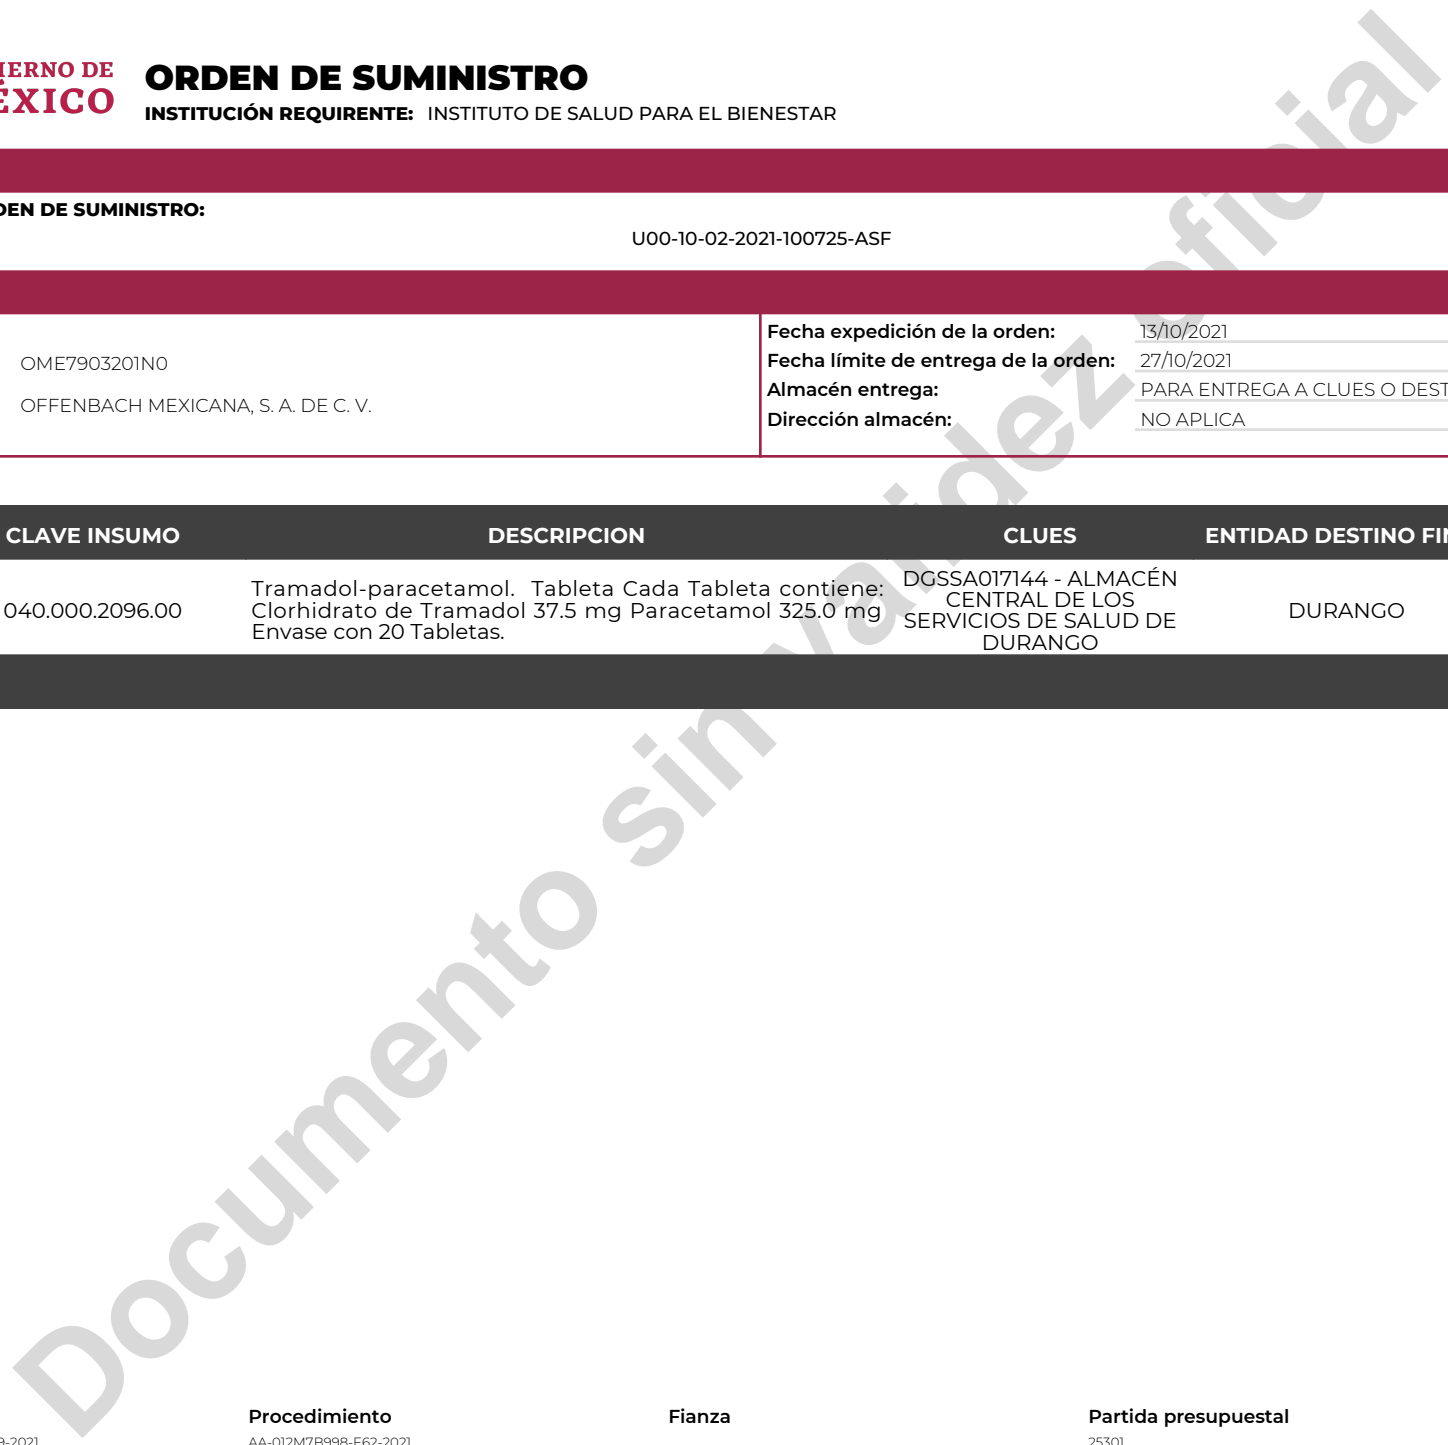 IERNO DE
ÉXICO
ORDEN DE SUMINISTRO
INSTITUCIÓN REQUIRENTE: INSTITUTO DE SALUD PARA EL BIENESTAR
DEN DE SUMINISTRO:
U00-10-02-2021-100725-ASF
OME7903201N0
OFFENBACH MEXICANA, S. A. DE C. V.
Fecha expedición de la orden: 13/10/2021
Fecha límite de entrega de la orden: 27/10/2021
Almacén entrega: PARA ENTREGA A CLUES O DEST
Dirección almacén: NO APLICA
CLAVE INSUMO DESCRIPCION CLUES ENTIDAD DESTINO FIN
040.000.2096.00
Tramadol-paracetamol. Tableta Cada Tableta contiene:
Clorhidrato de Tramadol 37.5 mg Paracetamol 325.0 mg
Envase con 20 Tabletas.
DGSSA017144 - ALMACÉN
CENTRAL DE LOS
SERVICIOS DE SALUD DE
DURANGO
DURANGO
Documento sin validez oficial
Procedimiento Fianza Partida presupuestal
9-2021 AA-012M7B998-E62-2021 25301